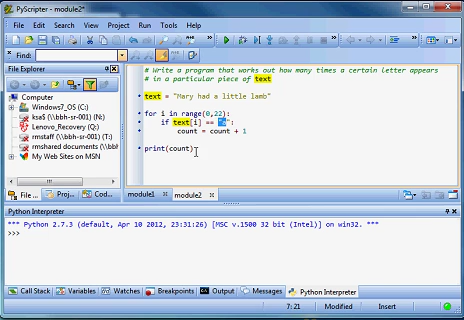 PyScripter - module2*
File Edit Search View Project Run Tools Help
Find:
File Explorer
Computer
Windows7_OS (C:)
ksa$ (\\bbh-sr-001) (N:)
Lenovo_Recovery (Q:)
rmstaff (\\bbh-sr-001) (T:)
rmshared documents (\\bbh-
My Web Sites on MSN
File ... Proj... Cod...
# Write a program that works out how many times a certain letter appears
# in a particular piece of text
text = "Mary had a little lamb"
for i in range(0,22):
if text[i] == "a":
count = count + 1
print(count)
module1 module2
Python Interpreter
*** Python 2.7.3 (default, Apr 10 2012, 23:31:26) [MSC v.1500 32 bit (Intel)] on win32. ***
>>>
Call Stack Variables Watches Breakpoints Output Messages Python Interpreter
7: 21 Modified Insert